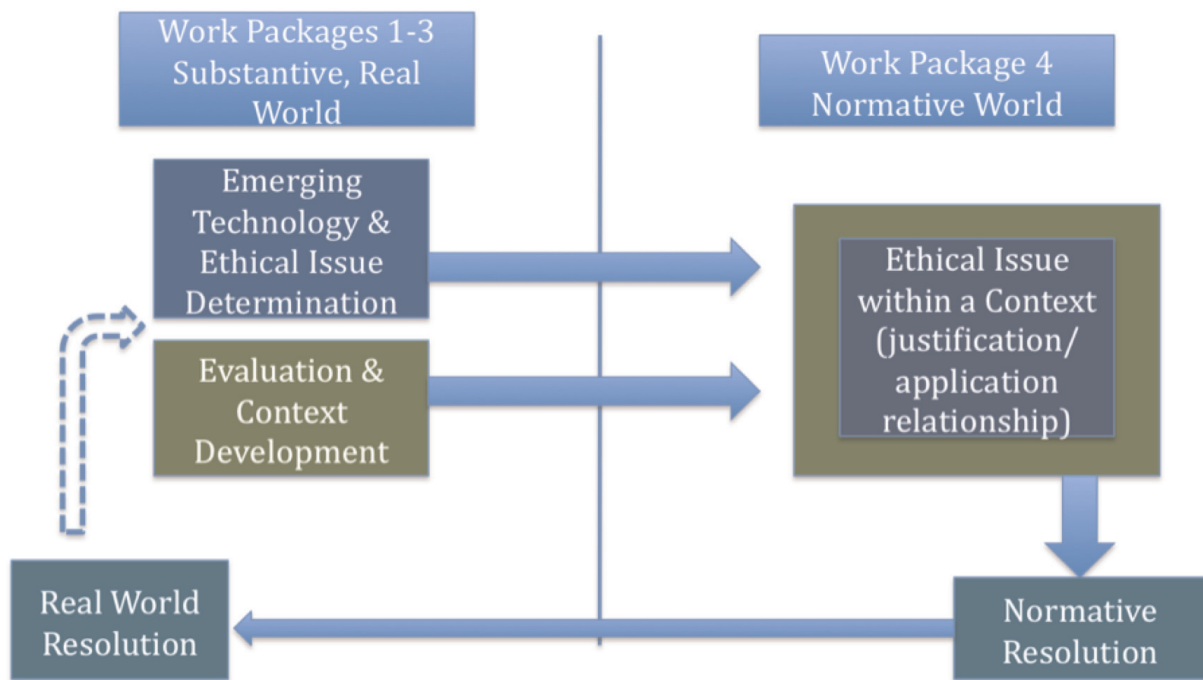 Work Packages 1-3
Substantive, Real
World
Work Package 4
Normative World
Emerging
Technology &
Ethical Issue
Determination
Evaluation &
Context
Development
Ethical Issue
within a Context
(justification/
application
relationship)
Real World
Resolution
Normative
Resolution